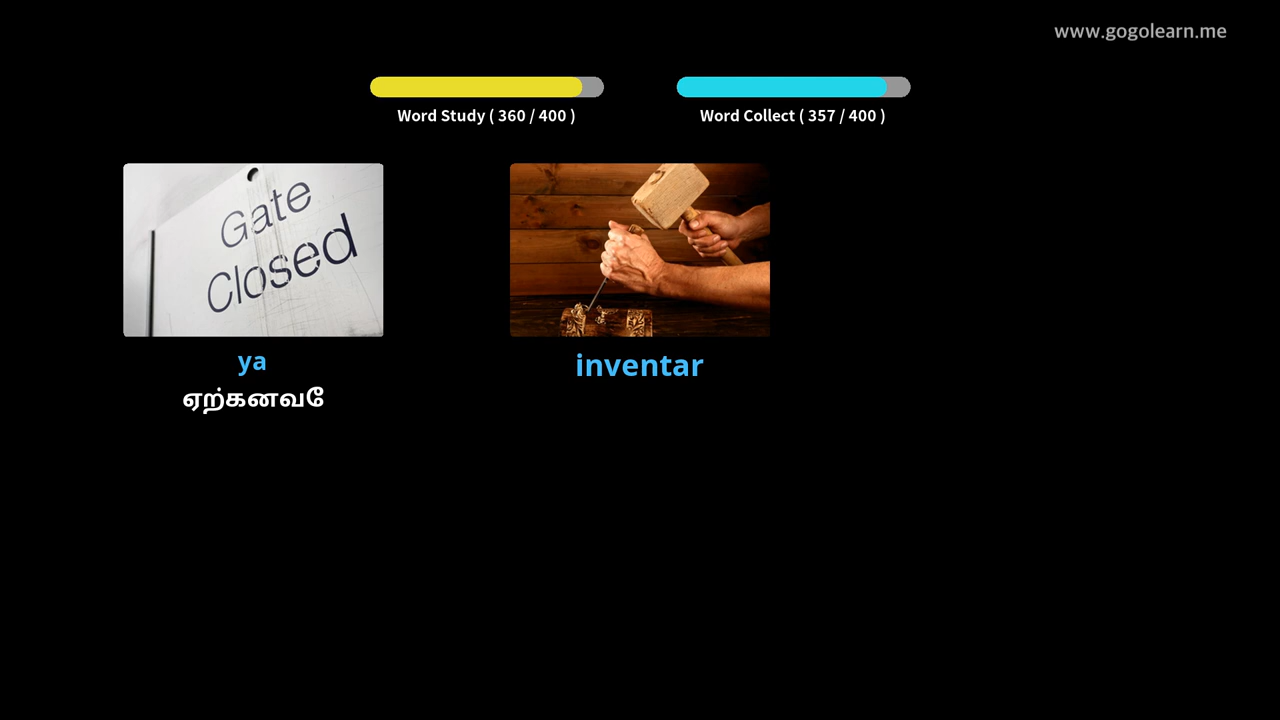 www.gogolearn.me
Word Study ( 360 / 400 )
Word Collect ( 357 / 400 )
Gate
Closed
ya
ஏற்கனவே
inventar